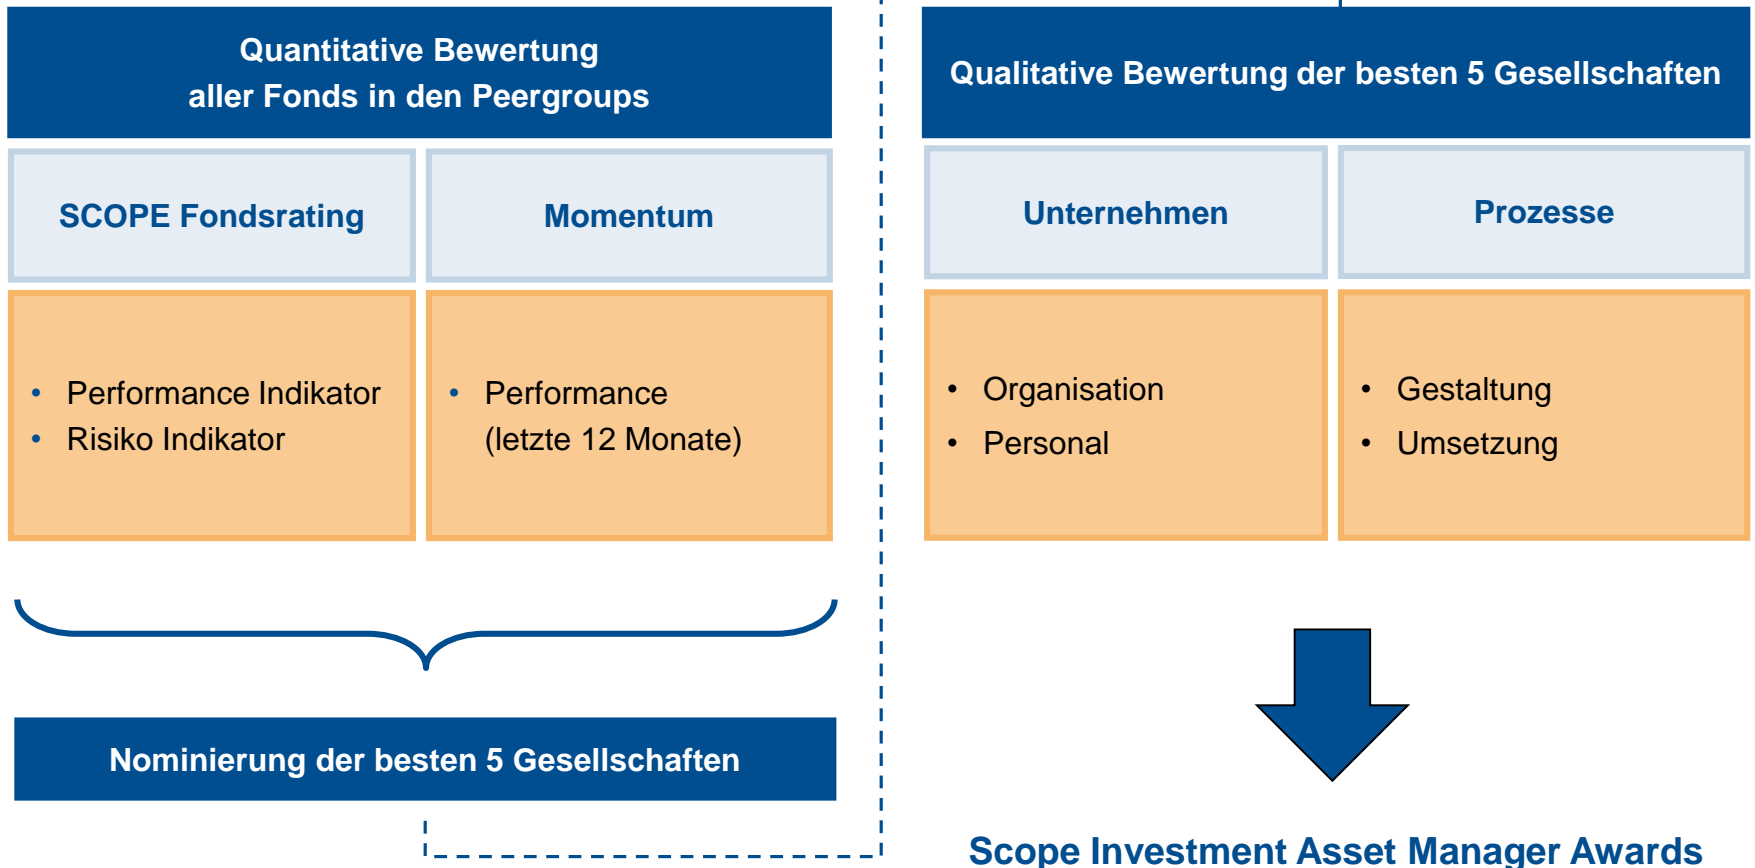 Quantitative Bewertung
aller Fonds in den Peergroups
SCOPE Fondsrating
Momentum
• Performance Indikator
• Risiko Indikator
• Performance
(letzte 12 Monate)
Nominierung der besten 5 Gesellschaften
Qualitative Bewertung der besten 5 Gesellschaften
Unternehmen
Prozesse
• Organisation
• Personal
• Gestaltung
• Umsetzung
Scope Investment Asset Manager Awards